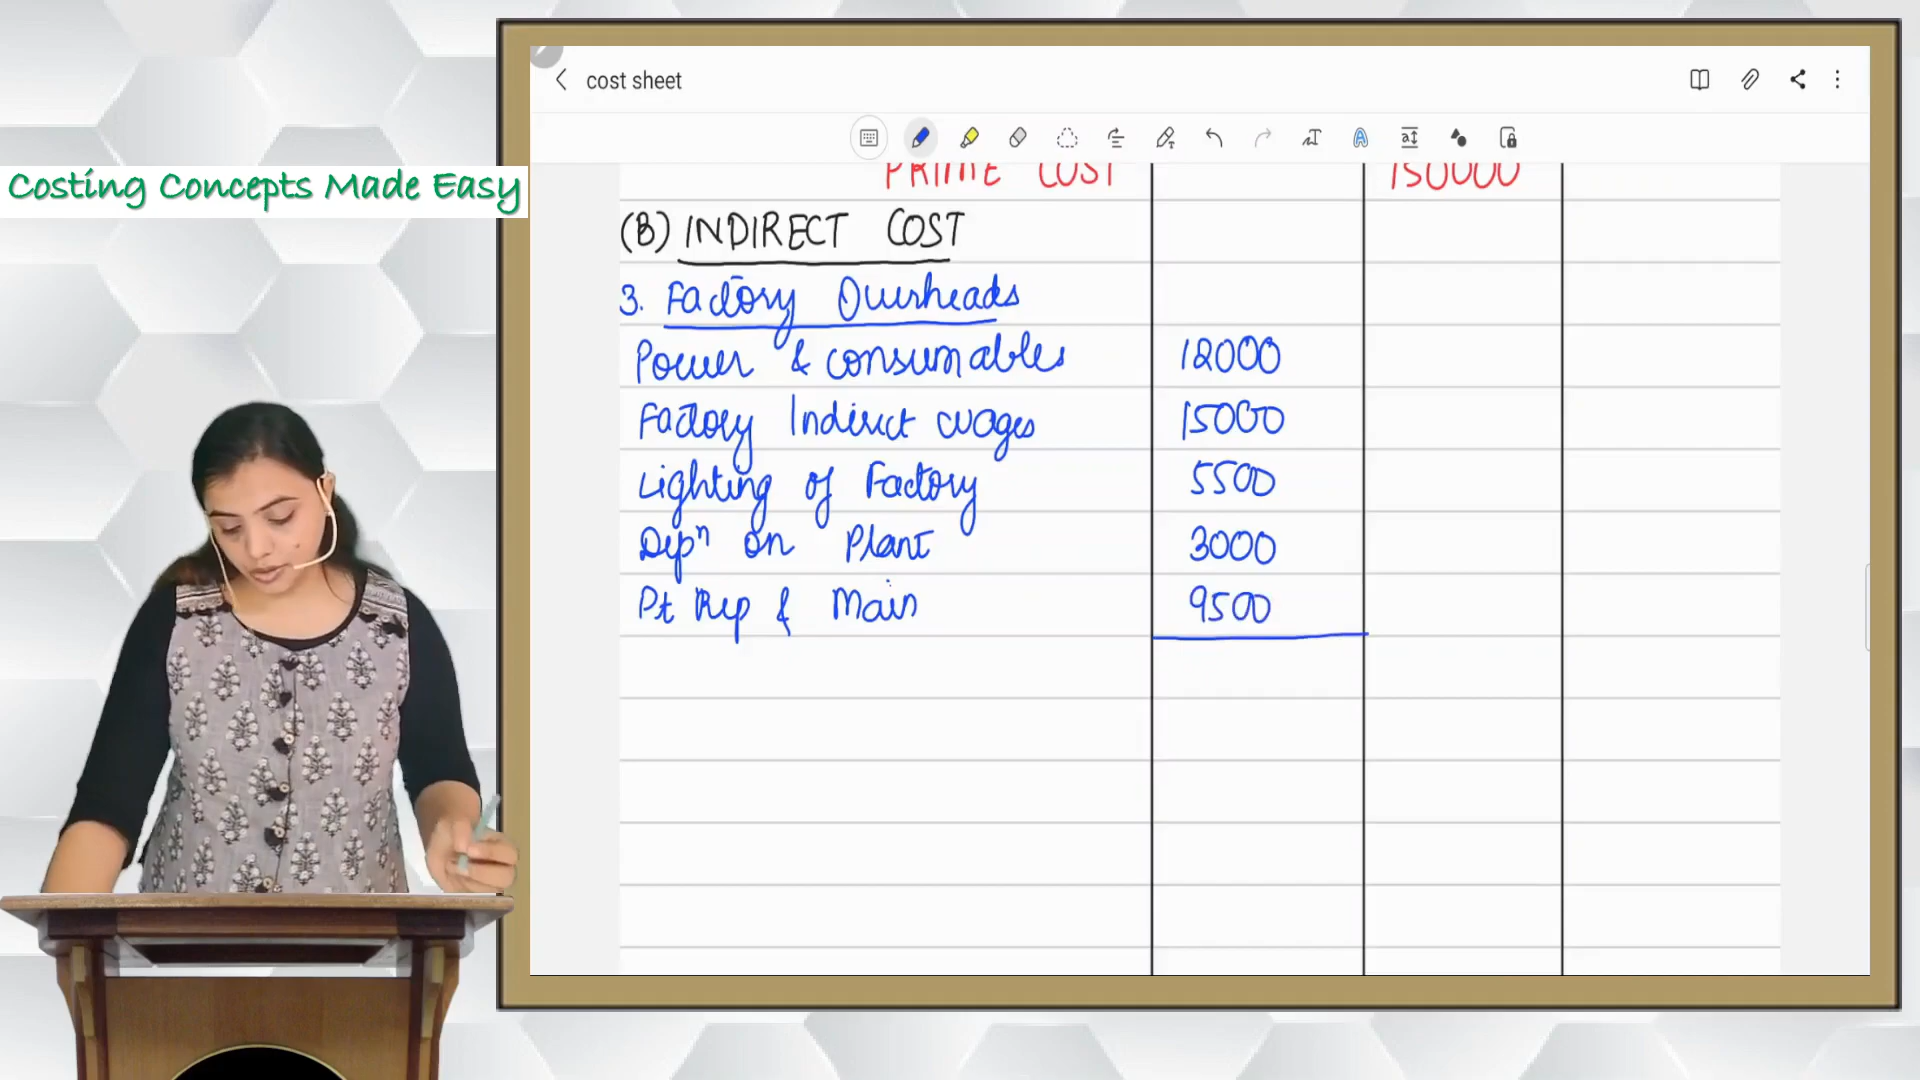 Costing Concepts Made Easy
cost sheet
PRIME COST 150000
(B) INDIRECT COST
3. Factory Overheads
Power & consumables 12000
Factory Indirect wages 15000
Lighting of Factory 5500
Depn on Plant 3000
Pt Rep & Main 9500